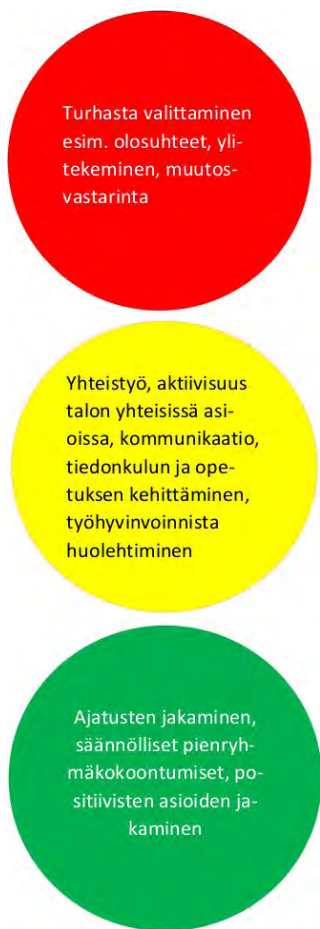 Turhasta valittaminen
esim. olosuhteet, yli-
tekeminen, muutos-
vastarinta
Yhteistyö, aktiivisuus
talon yhteisissä asi-
oissa, kommunikaatio,
tiedonkulun ja ope-
tuksen kehittäminen,
työhyvinvoinnista
huolehtiminen
Ajatusten jakaminen,
säännölliset pienryh-
mäkokoontumiset, po-
sitiivisten asioiden ja-
kaminen